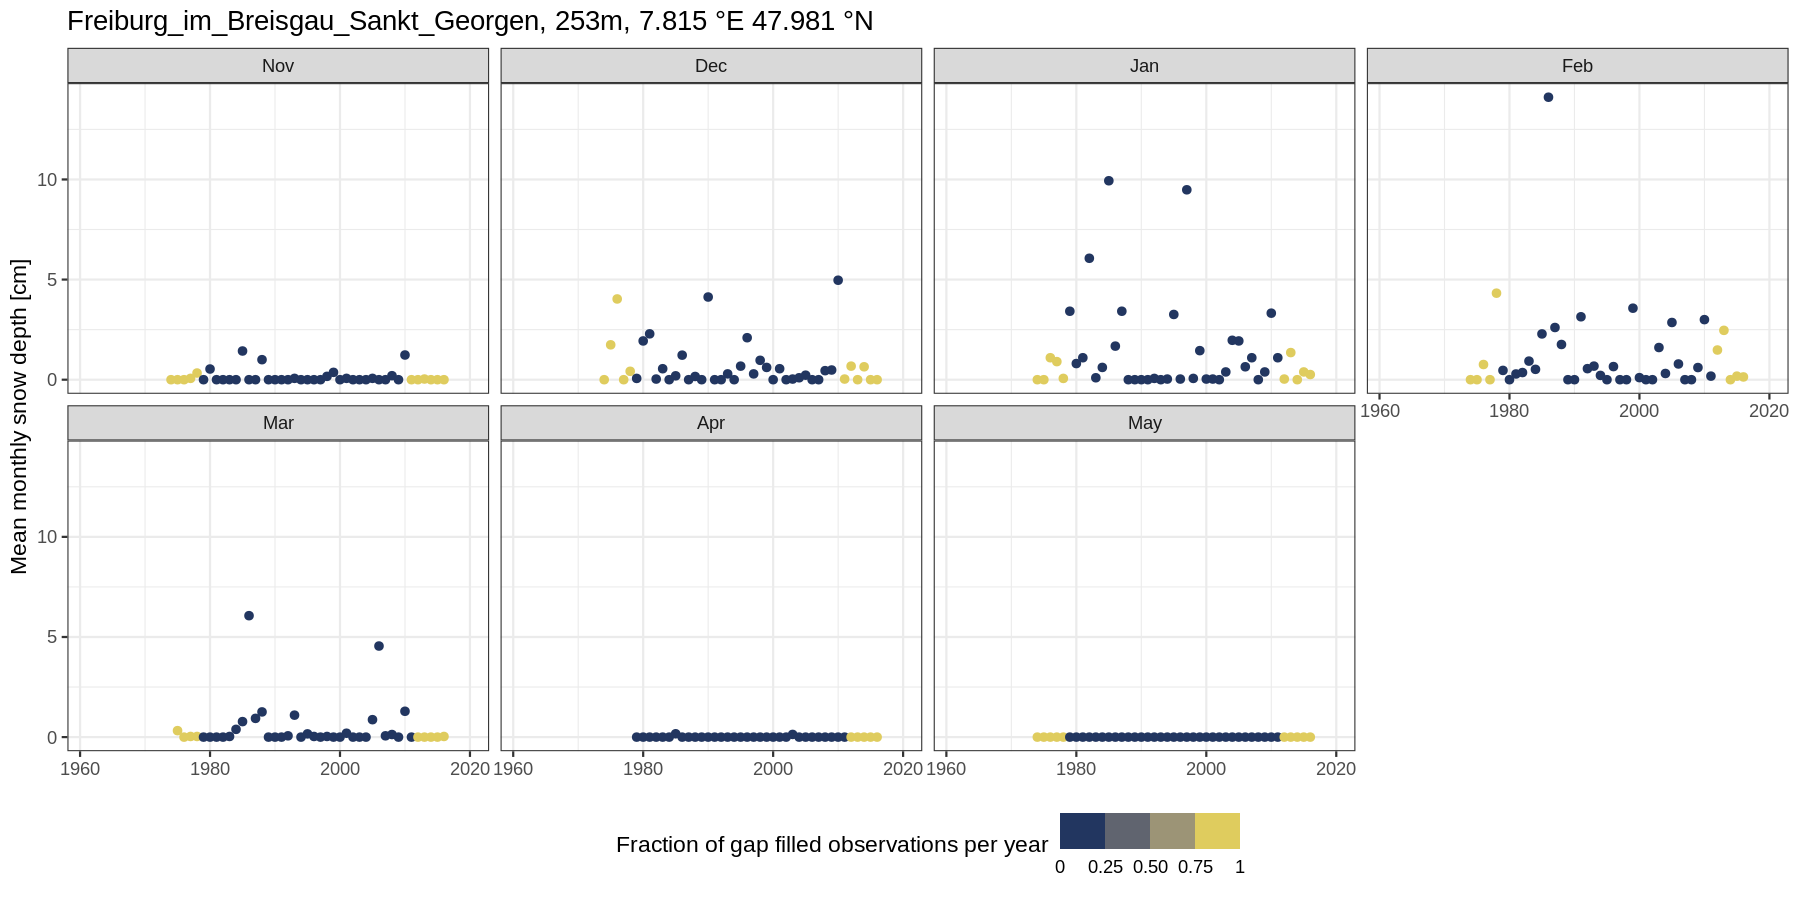 Freiburg_im_Breisgau_Sankt_Georgen, 253m, 7.815 °E 47.981 °N
Nov Dec Jan Feb
10
5
0
1960 1980 2000 2020
Mar Apr May
Mean monthly snow depth [cm]
10
5
0
1960 1980 2000 2020 1960 1980 2000 2020 1960 1980 2000 2020
Fraction of gap filled observations per year
0 0.25 0.50 0.75 1